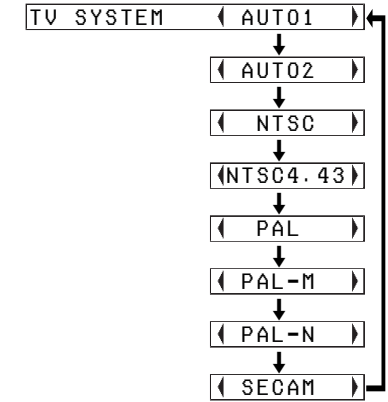 TV SYSTEM AUTO1
AUTO2
NTSC
NTSC4.43
PAL
PAL-M
PAL-N
SECAM